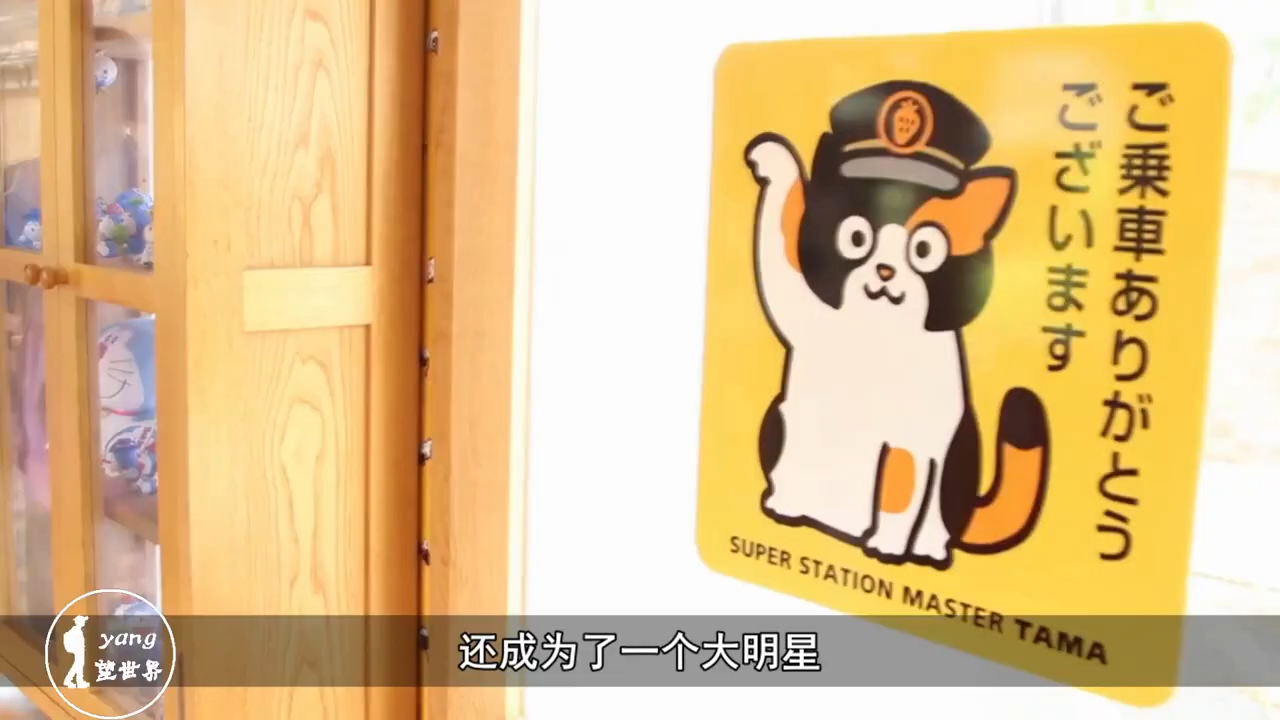 ご乗車ありがとう
ございます
SUPER STATION MASTER TAMA
还成为了一个大明星
yang
望世界